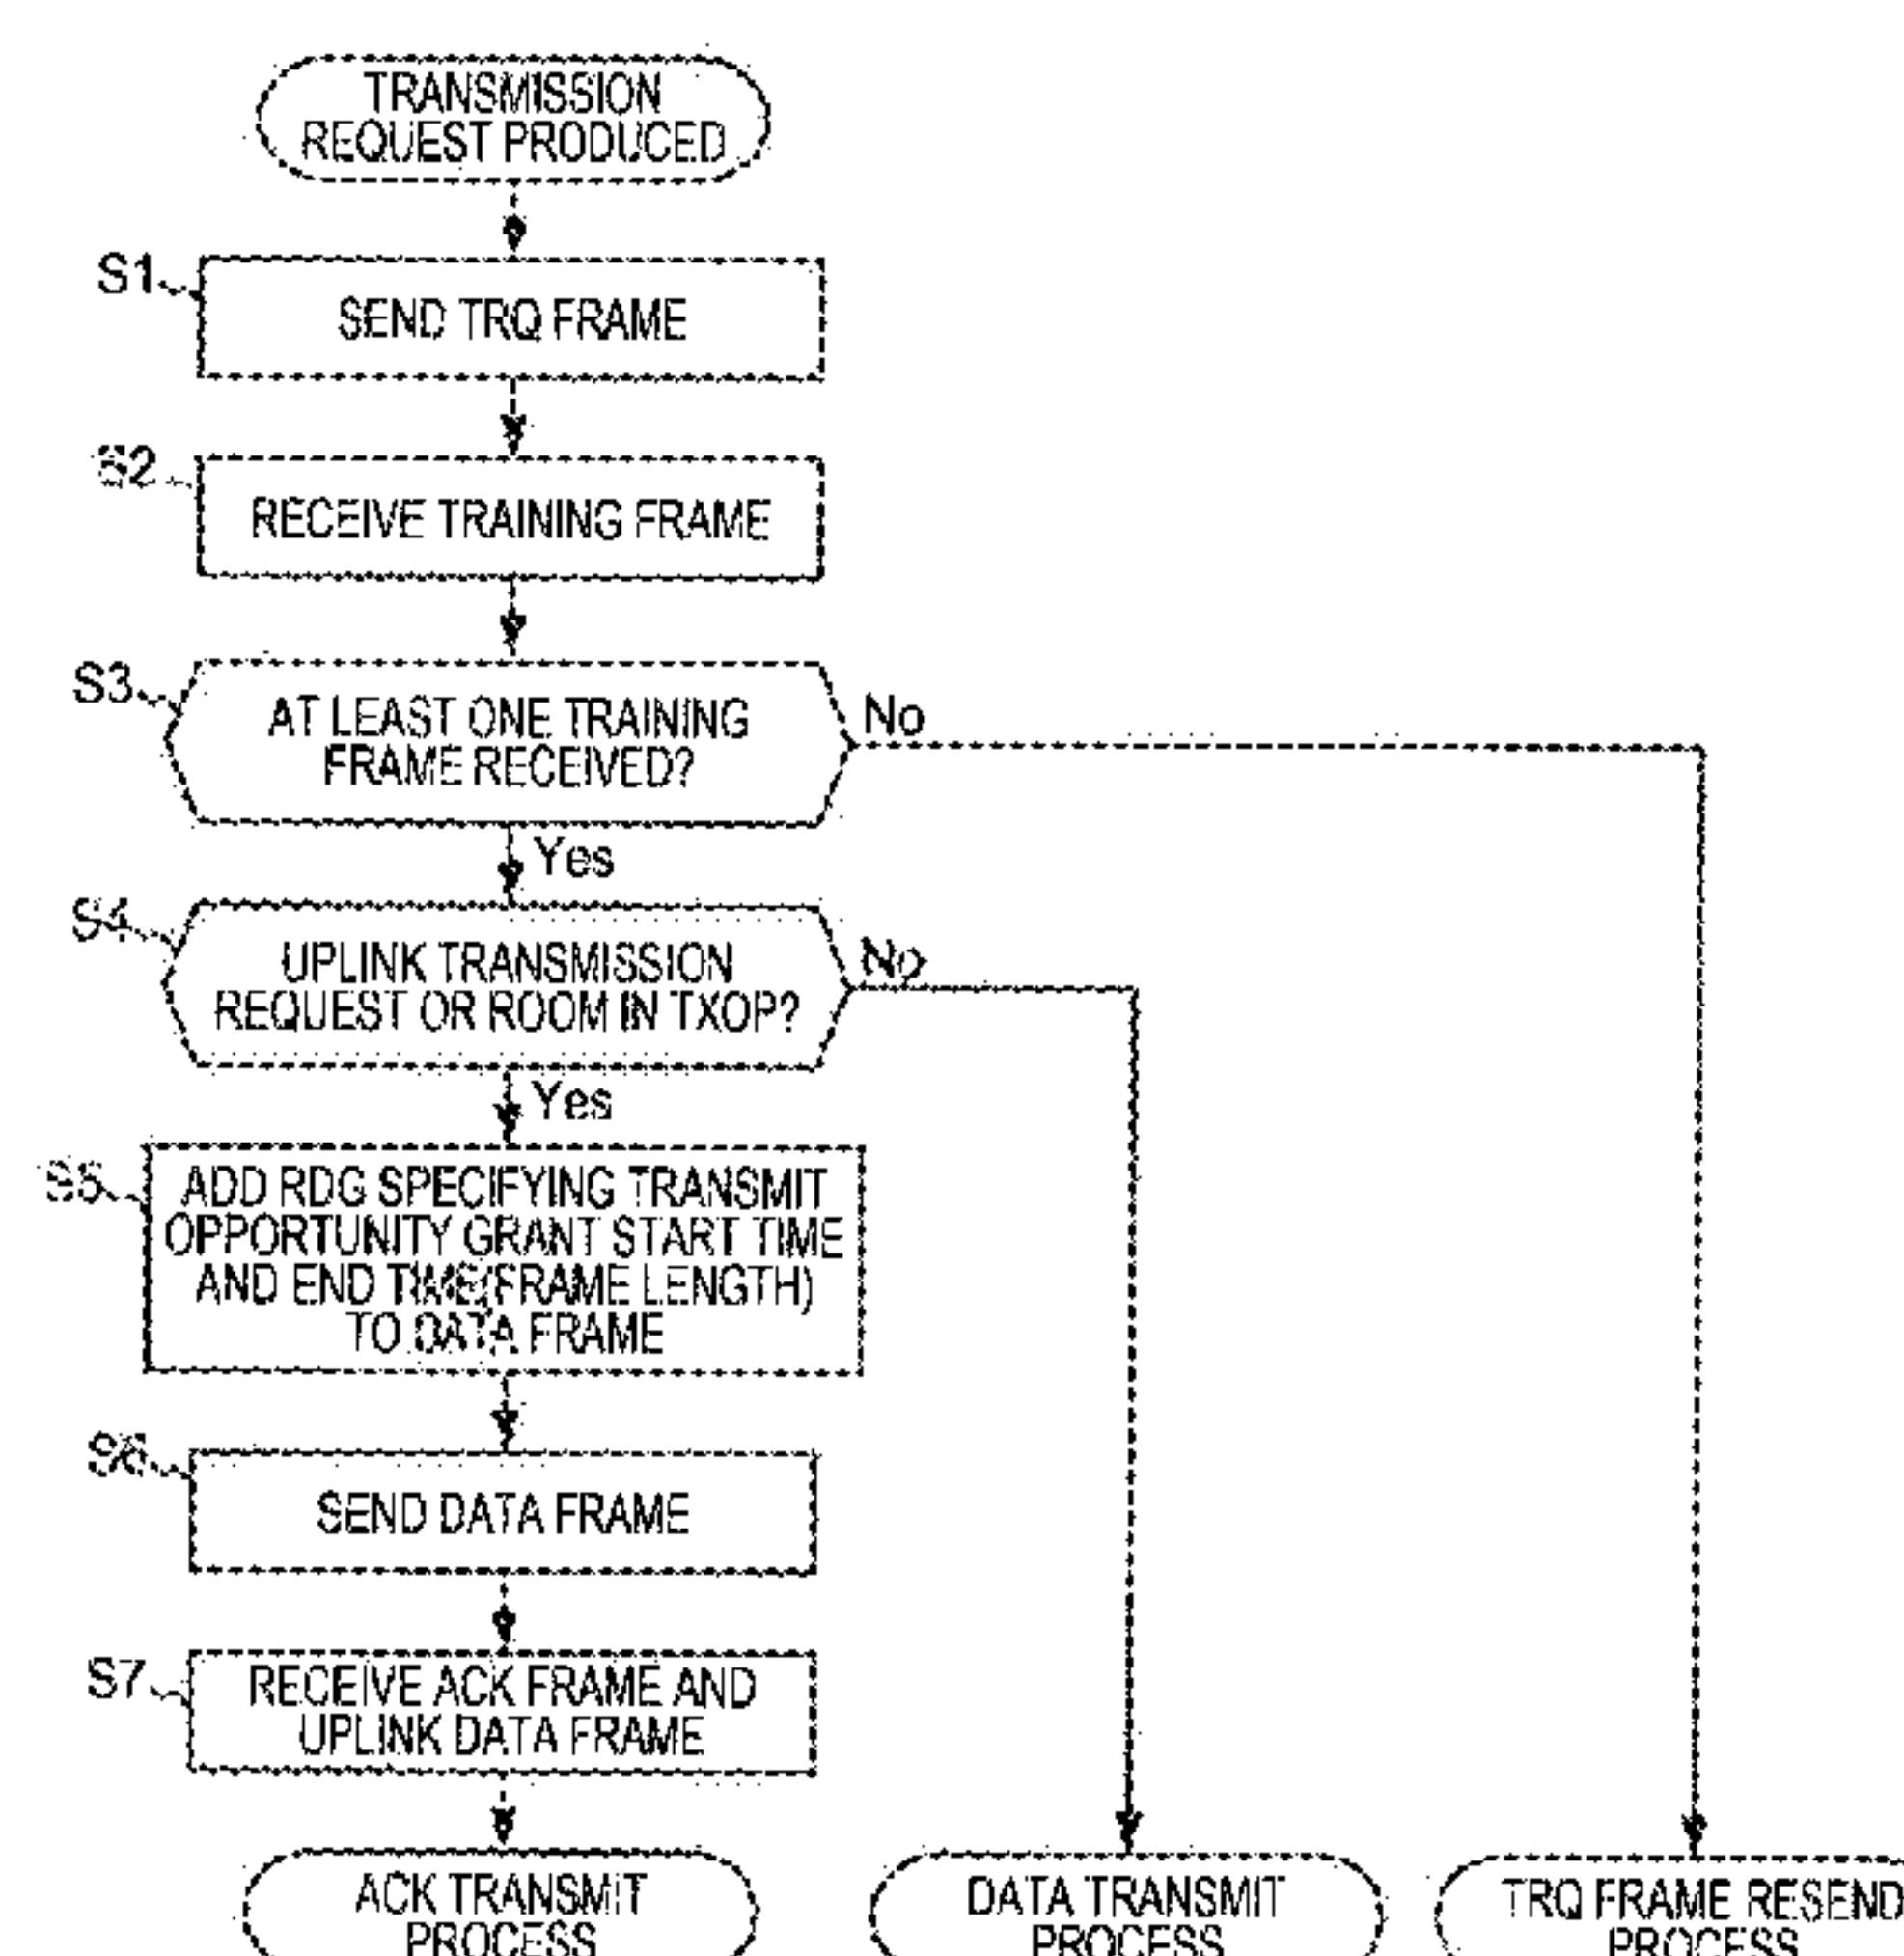 TRANSMISSION
REQUEST PRODUCED
S1
SEND TRQ FRAME
S2
RECEIVE TRAINING FRAME
S3
AT LEAST ONE TRAINING
FRAME RECEIVED?
No
Yes
S4
UPLINK TRANSMISSION
REQUEST OR ROOM IN TXOP?
No
Yes
S5
ADD RDG SPECIFYING TRANSMIT
OPPORTUNITY GRANT START TIME
AND END TIME(FRAME LENGTH)
TO DATA FRAME
S6
SEND DATA FRAME
S7
RECEIVE ACK FRAME AND
UPLINK DATA FRAME
ACK TRANSMIT
PROCESS
DATA TRANSMIT
PROCESS
TRQ FRAME RESEND
PROCESS